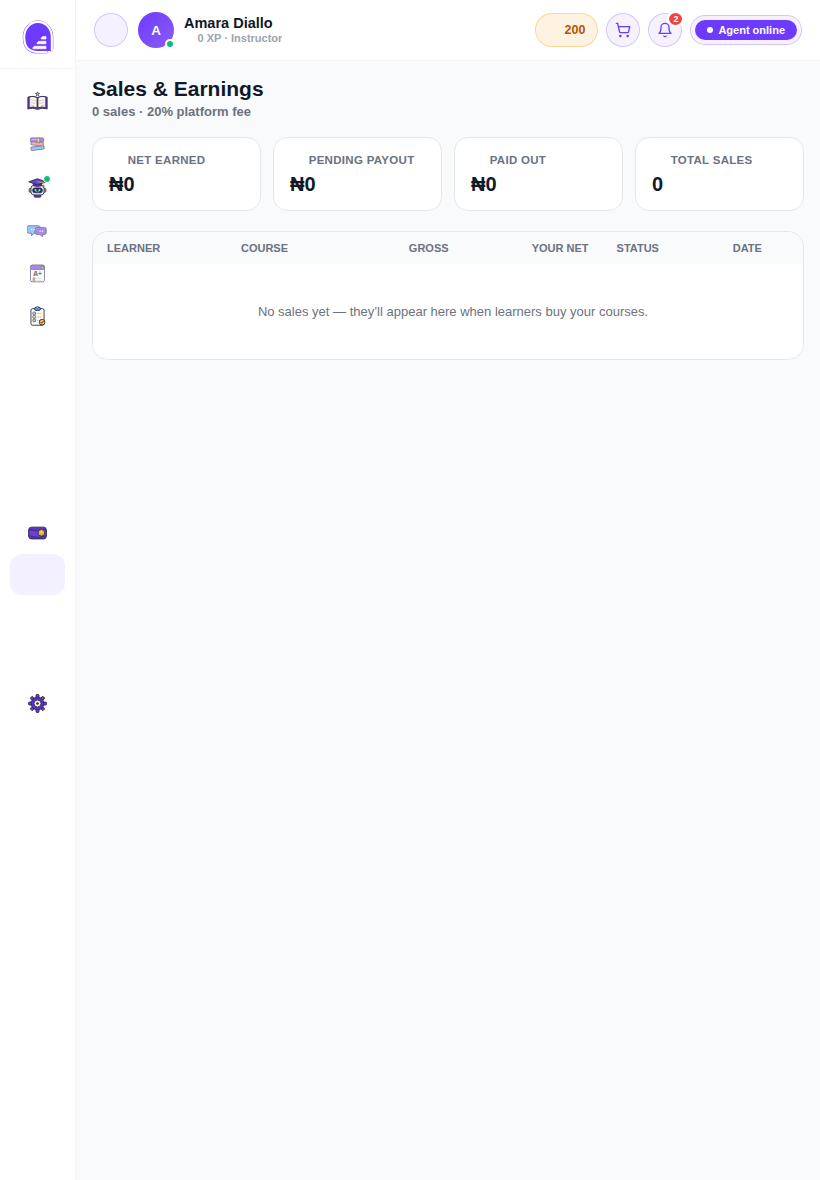 A
Amara Diallo
0 XP · Instructor
200
2
Agent online
Sales & Earnings
0 sales · 20% platform fee
NET EARNED
₦0
PENDING PAYOUT
₦0
PAID OUT
₦0
TOTAL SALES
0
LEARNER COURSE GROSS YOUR NET STATUS DATE
No sales yet — they'll appear here when learners buy your courses.
A+